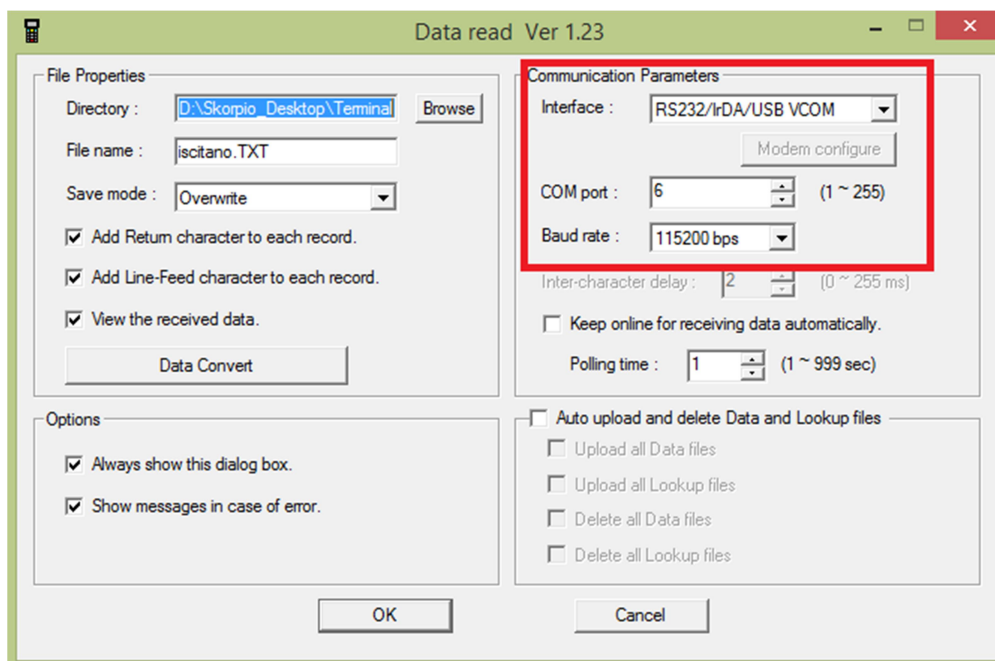 Data read Ver 1.23
File Properties
Directory :
D:\Skorpio_Desktop\Terminal
Browse
File name :
iscitano.TXT
Save mode :
Overwrite
Add Return character to each record.
Add Line-Feed character to each record.
View the received data.
Data Convert
Communication Parameters
Interface :
RS232/IrDA/USB VCOM
Modem configure
COM port :
6
(1 ~ 255)
Baud rate :
115200 bps
Inter-character delay :
2
(0 ~ 255 ms)
Keep online for receiving data automatically.
Polling time :
1
(1 ~ 999 sec)
Options
Always show this dialog box.
Show messages in case of error.
Auto upload and delete Data and Lookup files
Upload all Data files
Upload all Lookup files
Delete all Data files
Delete all Lookup files
OK
Cancel